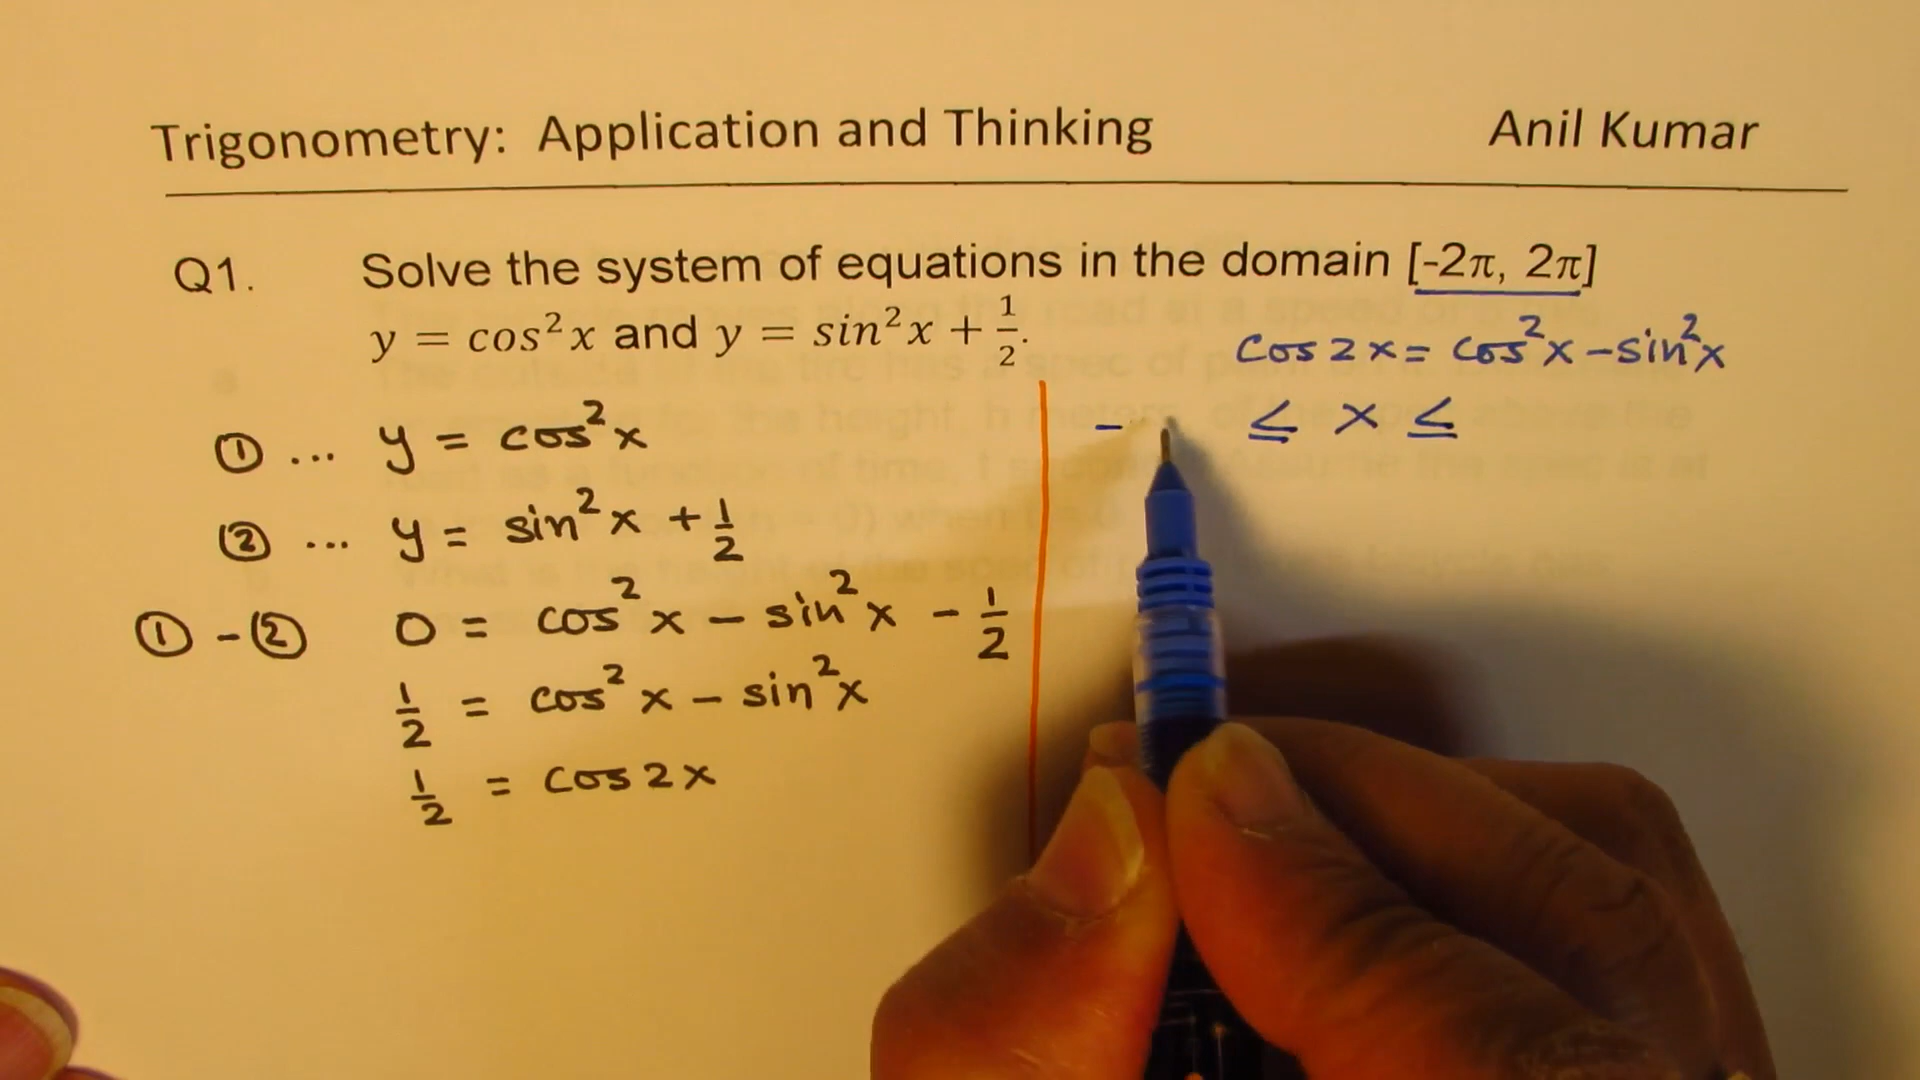 Trigonometry: Application and Thinking Anil Kumar
Q1. Solve the system of equations in the domain [-2π, 2π]
y = cos²x and y = sin²x + 1/2.
cos 2x = cos²x - sin²x
① ... y = cos²x
- ≤ x ≤
② ... y = sin²x + 1/2
① - ② 0 = cos²x - sin²x - 1/2
1/2 = cos²x - sin²x
1/2 = cos 2x